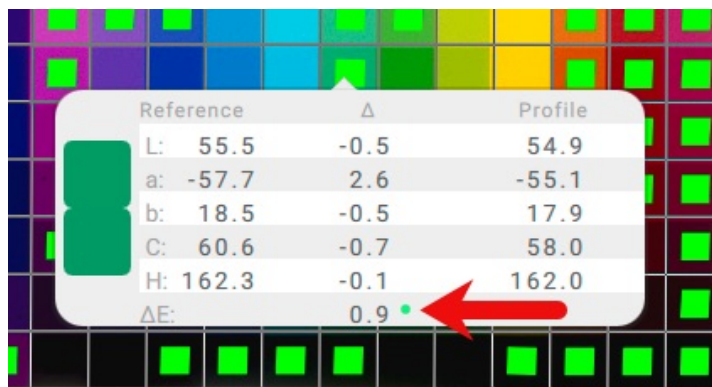 Reference Δ Profile
L: 55.5 -0.5 54.9
a: -57.7 2.6 -55.1
b: 18.5 -0.5 17.9
C: 60.6 -0.7 58.0
H: 162.3 -0.1 162.0
ΔE: 0.9